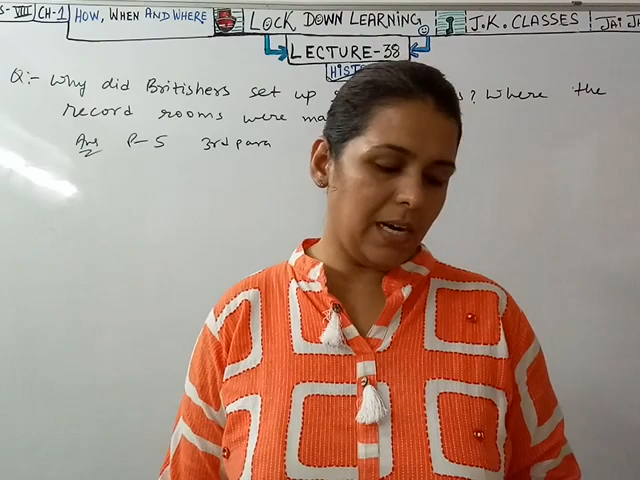 S-VIII CH-1 HOW, WHEN AND WHERE LOCK DOWN LEARNING J.K. CLASSES JAI
LECTURE-38
Q:- Why did Britishers set up ? Where the
record rooms were
Ans P-5 3rd para